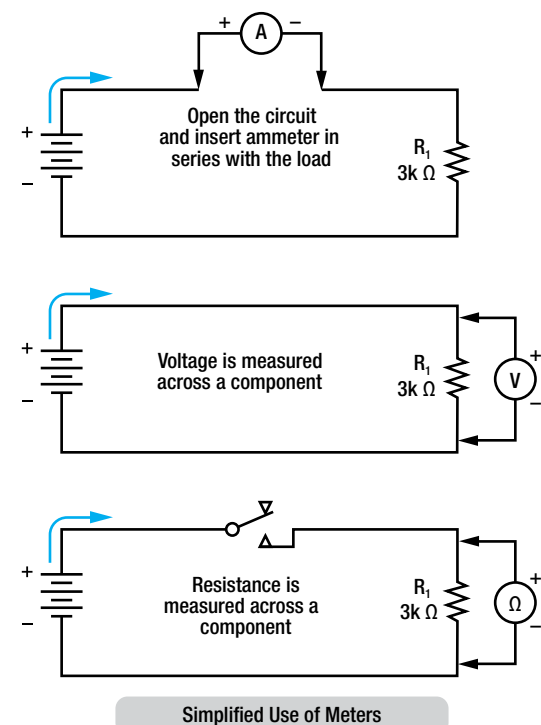 + A −
Open the circuit
and insert ammeter in
series with the load
+
−
R1
3k Ω
Voltage is measured
across a component
+
−
R1
3k Ω
+
V
−
Resistance is
measured across a
component
+
−
R1
3k Ω
+
Ω
−
Simplified Use of Meters